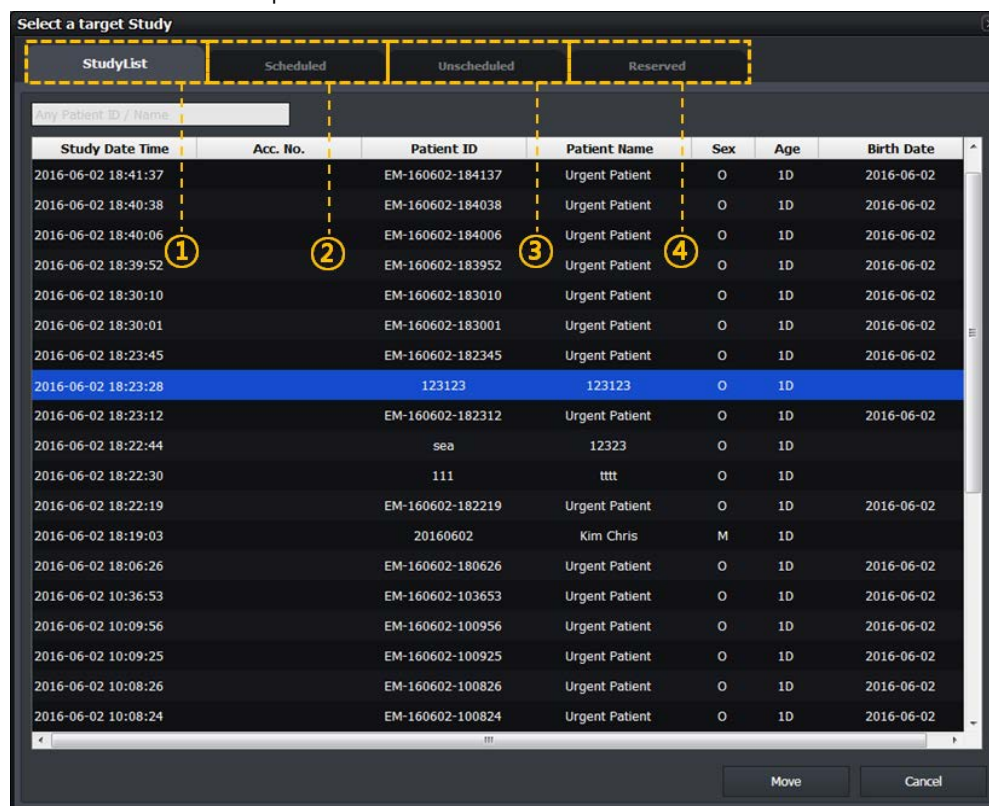 Select a target Study
StudyList Scheduled Unscheduled Reserved
Any Patient ID / Name
Study Date Time Acc. No. Patient ID Patient Name Sex Age Birth Date
2016-06-02 18:41:37 EM-160602-184137 Urgent Patient O 1D 2016-06-02
2016-06-02 18:40:38 EM-160602-184038 Urgent Patient O 1D 2016-06-02
2016-06-02 18:40:06 EM-160602-184006 Urgent Patient O 1D 2016-06-02
① ② ③ ④
2016-06-02 18:39:52 EM-160602-183952 Urgent Patient O 1D 2016-06-02
2016-06-02 18:30:10 EM-160602-183010 Urgent Patient O 1D 2016-06-02
2016-06-02 18:30:01 EM-160602-183001 Urgent Patient O 1D 2016-06-02
2016-06-02 18:23:45 EM-160602-182345 Urgent Patient O 1D 2016-06-02
2016-06-02 18:23:28 123123 123123 O 1D
2016-06-02 18:23:12 EM-160602-182312 Urgent Patient O 1D 2016-06-02
2016-06-02 18:22:44 sea 12323 O 1D
2016-06-02 18:22:30 111 tttt O 1D
2016-06-02 18:22:19 EM-160602-182219 Urgent Patient O 1D 2016-06-02
2016-06-02 18:19:03 20160602 Kim Chris M 1D
2016-06-02 18:06:26 EM-160602-180626 Urgent Patient O 1D 2016-06-02
2016-06-02 10:36:53 EM-160602-103653 Urgent Patient O 1D 2016-06-02
2016-06-02 10:09:56 EM-160602-100956 Urgent Patient O 1D 2016-06-02
2016-06-02 10:09:25 EM-160602-100925 Urgent Patient O 1D 2016-06-02
2016-06-02 10:08:26 EM-160602-100826 Urgent Patient O 1D 2016-06-02
2016-06-02 10:08:24 EM-160602-100824 Urgent Patient O 1D 2016-06-02
Move Cancel